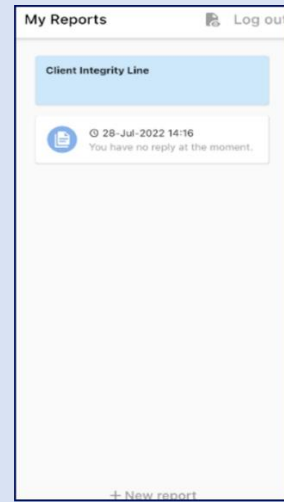 My Reports Log out
Client Integrity Line
28-Jul-2022 14:16
You have no reply at the moment.
+ New report